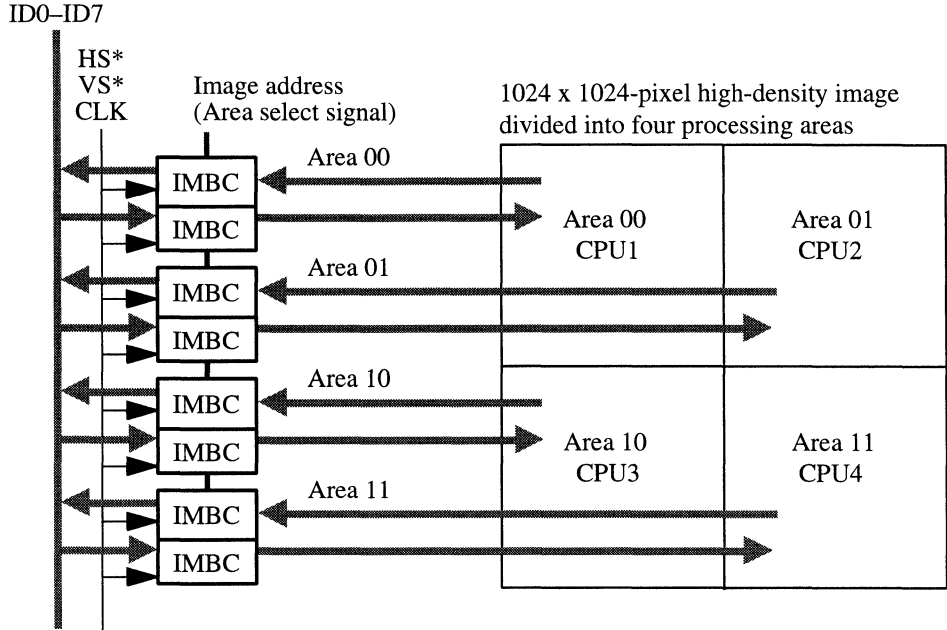 ID0–ID7
HS*
VS*
CLK
Image address
(Area select signal)
1024 x 1024-pixel high-density image
divided into four processing areas
Area 00
IMBC
IMBC
Area 01
IMBC
IMBC
Area 10
IMBC
IMBC
Area 11
IMBC
IMBC
Area 00
CPU1
Area 01
CPU2
Area 10
CPU3
Area 11
CPU4